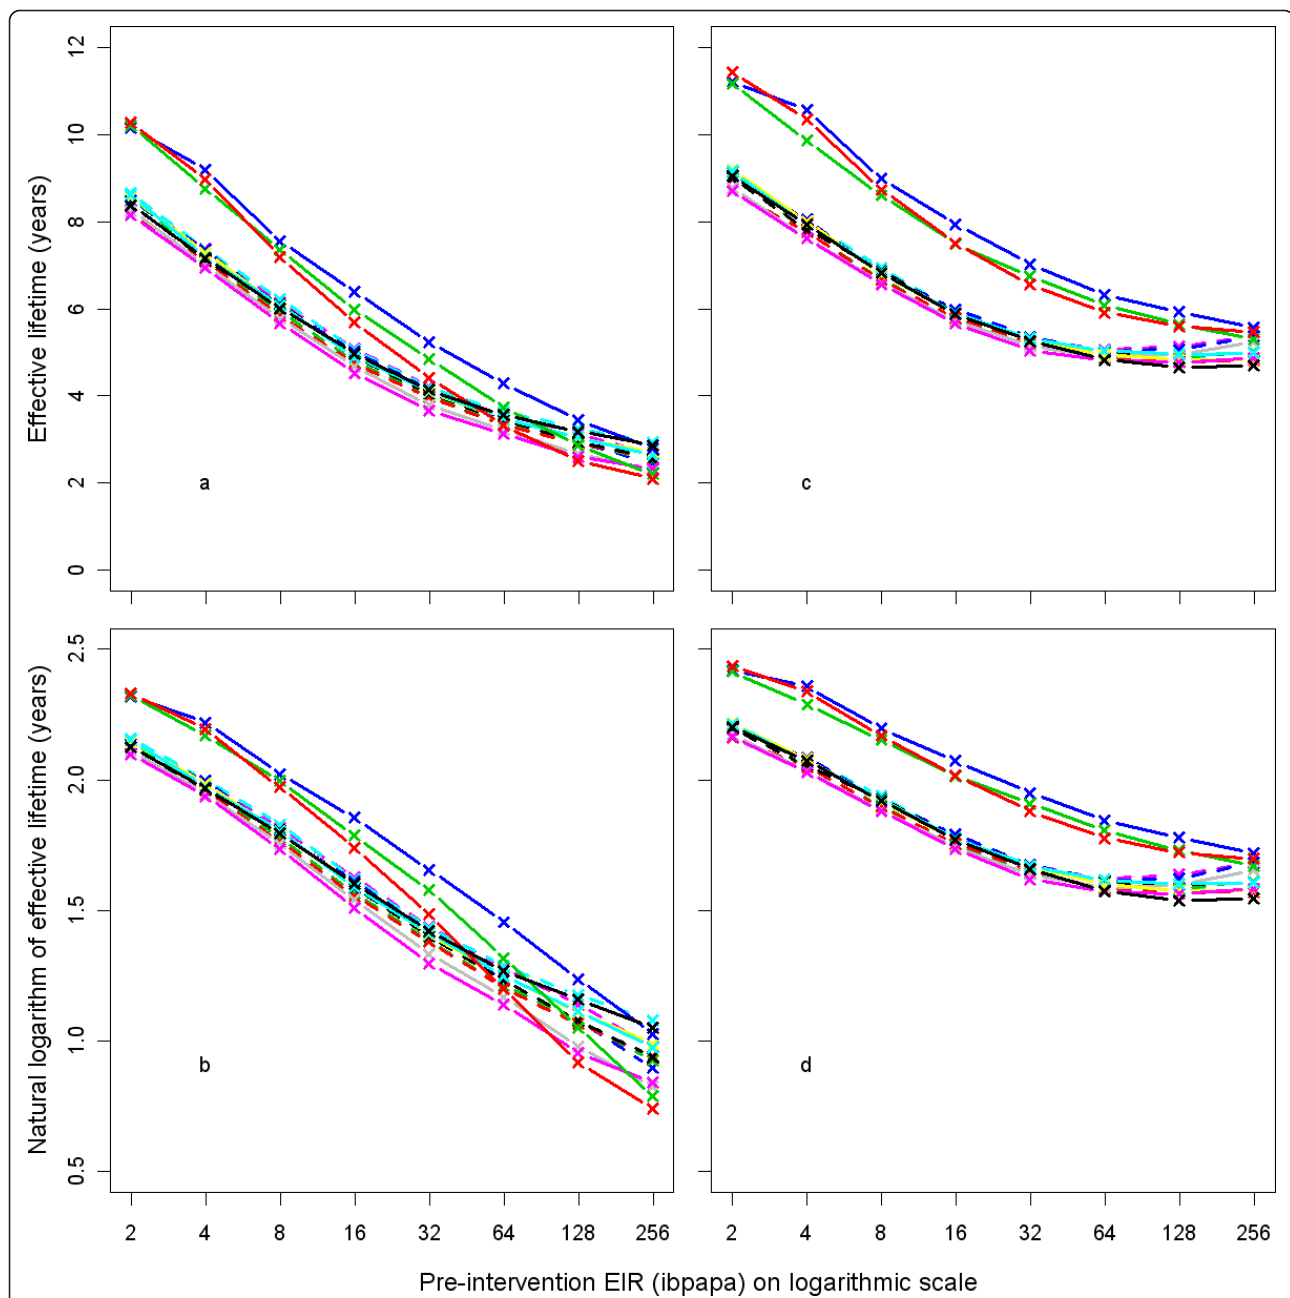 Effective lifetime (years)
12
10
8
6
4
2
0
a
c
Natural logarithm of effective lifetime (years)
2.5
2.0
1.5
1.0
0.5
b
d
2 4 8 16 32 64 128 256
2 4 8 16 32 64 128 256
Pre-intervention EIR (ibpapa) on logarithmic scale